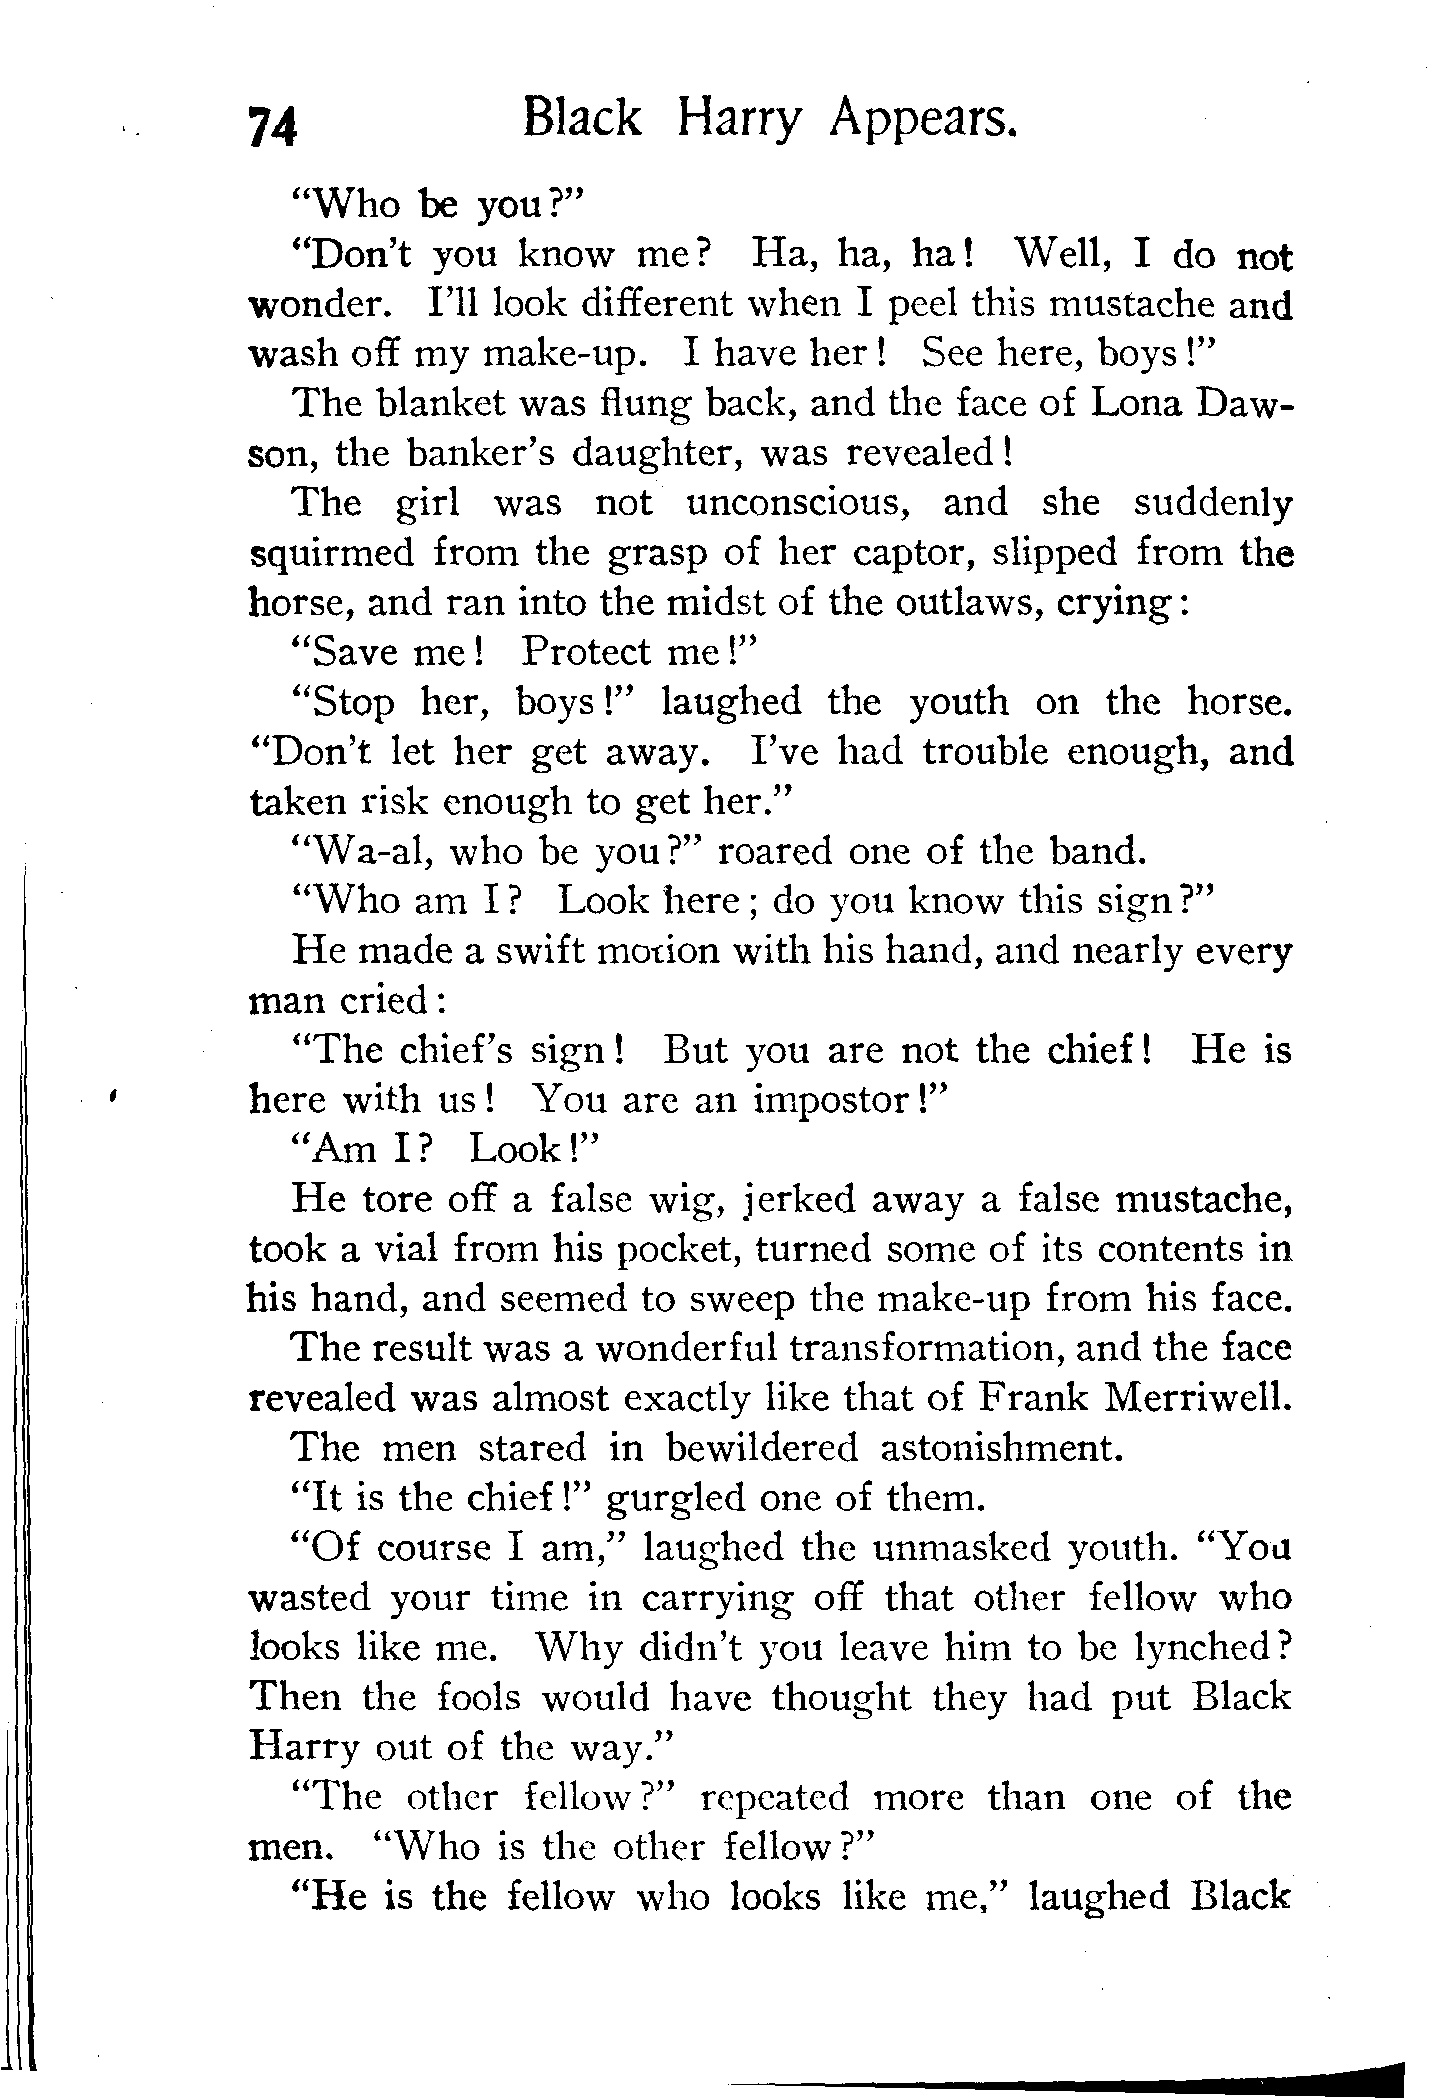 74 Black Harry Appears.
“Who be you?”
“Don’t you know me? Ha, ha, ha! Well, I do not
wonder. I’ll look different when I peel this mustache and
wash off my make-up. I have her! See here, boys!”
The blanket was flung back, and the face of Lona Daw-
son, the banker’s daughter, was revealed!
The girl was not unconscious, and she suddenly
squirmed from the grasp of her captor, slipped from the
horse, and ran into the midst of the outlaws, crying:
“Save me! Protect me!”
“Stop her, boys!” laughed the youth on the horse.
“Don’t let her get away. I’ve had trouble enough, and
taken risk enough to get her.”
“Wa-al, who be you?” roared one of the band.
“Who am I? Look here; do you know this sign?”
He made a swift motion with his hand, and nearly every
man cried:
“The chief’s sign! But you are not the chief! He is
here with us! You are an impostor!”
“Am I? Look!”
He tore off a false wig, jerked away a false mustache,
took a vial from his pocket, turned some of its contents in
his hand, and seemed to sweep the make-up from his face.
The result was a wonderful transformation, and the face
revealed was almost exactly like that of Frank Merriwell.
The men stared in bewildered astonishment.
“It is the chief!” gurgled one of them.
“Of course I am,” laughed the unmasked youth. “You
wasted your time in carrying off that other fellow who
looks like me. Why didn’t you leave him to be lynched?
Then the fools would have thought they had put Black
Harry out of the way.”
“The other fellow?” repeated more than one of the
men. “Who is the other fellow?”
“He is the fellow who looks like me,” laughed Black